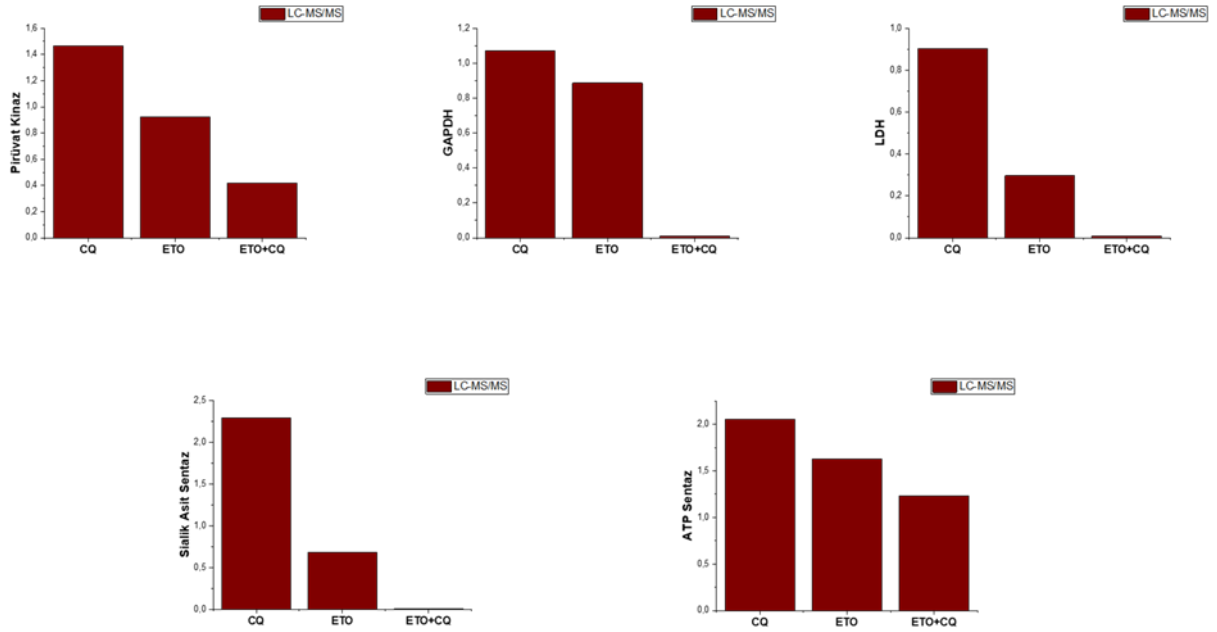 LC-MS/MS
Pirüvat Kinaz
1,6
1,4
1,2
1,0
0,8
0,6
0,4
0,2
0,0
CQ ETO ETO+CQ
LC-MS/MS
GAPDH
1,2
1,0
0,8
0,6
0,4
0,2
0,0
CQ ETO ETO+CQ
LC-MS/MS
LDH
1,0
0,8
0,6
0,4
0,2
0,0
CQ ETO ETO+CQ
LC-MS/MS
Sialik Asit Sentaz
2,5
2,0
1,5
1,0
0,5
0,0
CQ ETO ETO+CQ
LC-MS/MS
ATP Sentaz
2,0
1,5
1,0
0,5
0,0
CQ ETO ETO+CQ